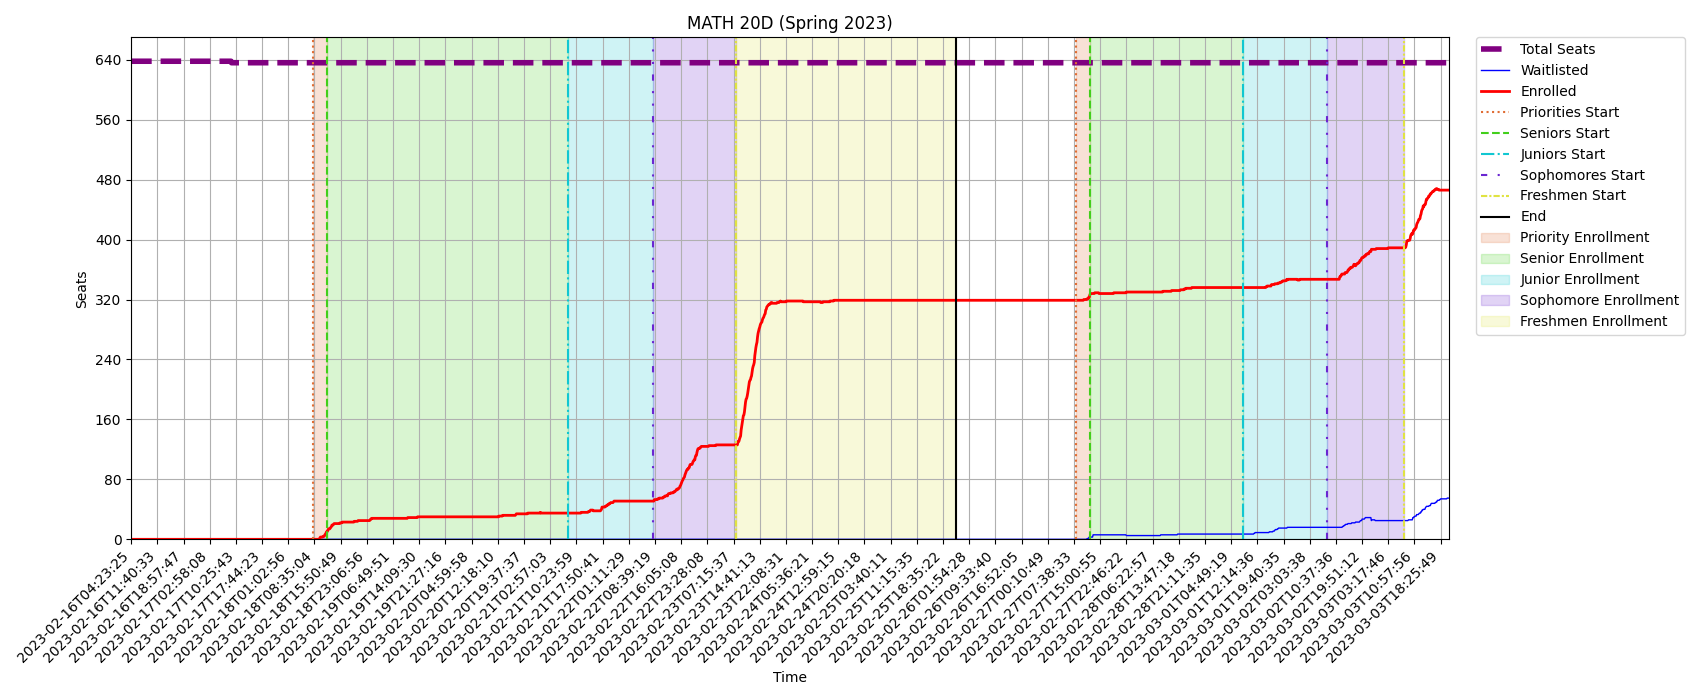 MATH 20D (Spring 2023)
Seats
640
560
480
400
320
240
160
80
0
2023-02-16T04:23:25
2023-02-16T11:40:33
2023-02-16T18:57:47
2023-02-17T02:58:08
2023-02-17T10:25:43
2023-02-17T17:44:23
2023-02-18T01:02:56
2023-02-18T08:35:04
2023-02-18T15:50:49
2023-02-18T23:06:56
2023-02-19T06:49:51
2023-02-19T14:09:30
2023-02-19T21:27:16
2023-02-20T04:59:58
2023-02-20T12:18:10
2023-02-20T19:37:37
2023-02-21T02:57:03
2023-02-21T10:23:59
2023-02-21T17:50:41
2023-02-22T01:11:29
2023-02-22T08:39:19
2023-02-22T16:05:08
2023-02-22T23:28:08
2023-02-23T07:15:37
2023-02-23T14:41:13
2023-02-23T22:08:31
2023-02-24T05:36:21
2023-02-24T12:59:15
2023-02-24T20:20:18
2023-02-25T03:40:11
2023-02-25T11:15:35
2023-02-25T18:35:22
2023-02-26T01:54:28
2023-02-26T09:33:40
2023-02-26T16:52:05
2023-02-27T00:10:49
2023-02-27T07:38:33
2023-02-27T15:00:55
2023-02-27T22:46:22
2023-02-28T06:22:57
2023-02-28T13:47:18
2023-02-28T21:11:35
2023-03-01T04:49:19
2023-03-01T12:14:36
2023-03-01T19:40:35
2023-03-02T03:03:38
2023-03-02T10:37:36
2023-03-02T19:51:12
2023-03-03T03:17:46
2023-03-03T10:57:56
2023-03-03T18:25:49
Time
Total Seats
Waitlisted
Enrolled
Priorities Start
Seniors Start
Juniors Start
Sophomores Start
Freshmen Start
End
Priority Enrollment
Senior Enrollment
Junior Enrollment
Sophomore Enrollment
Freshmen Enrollment